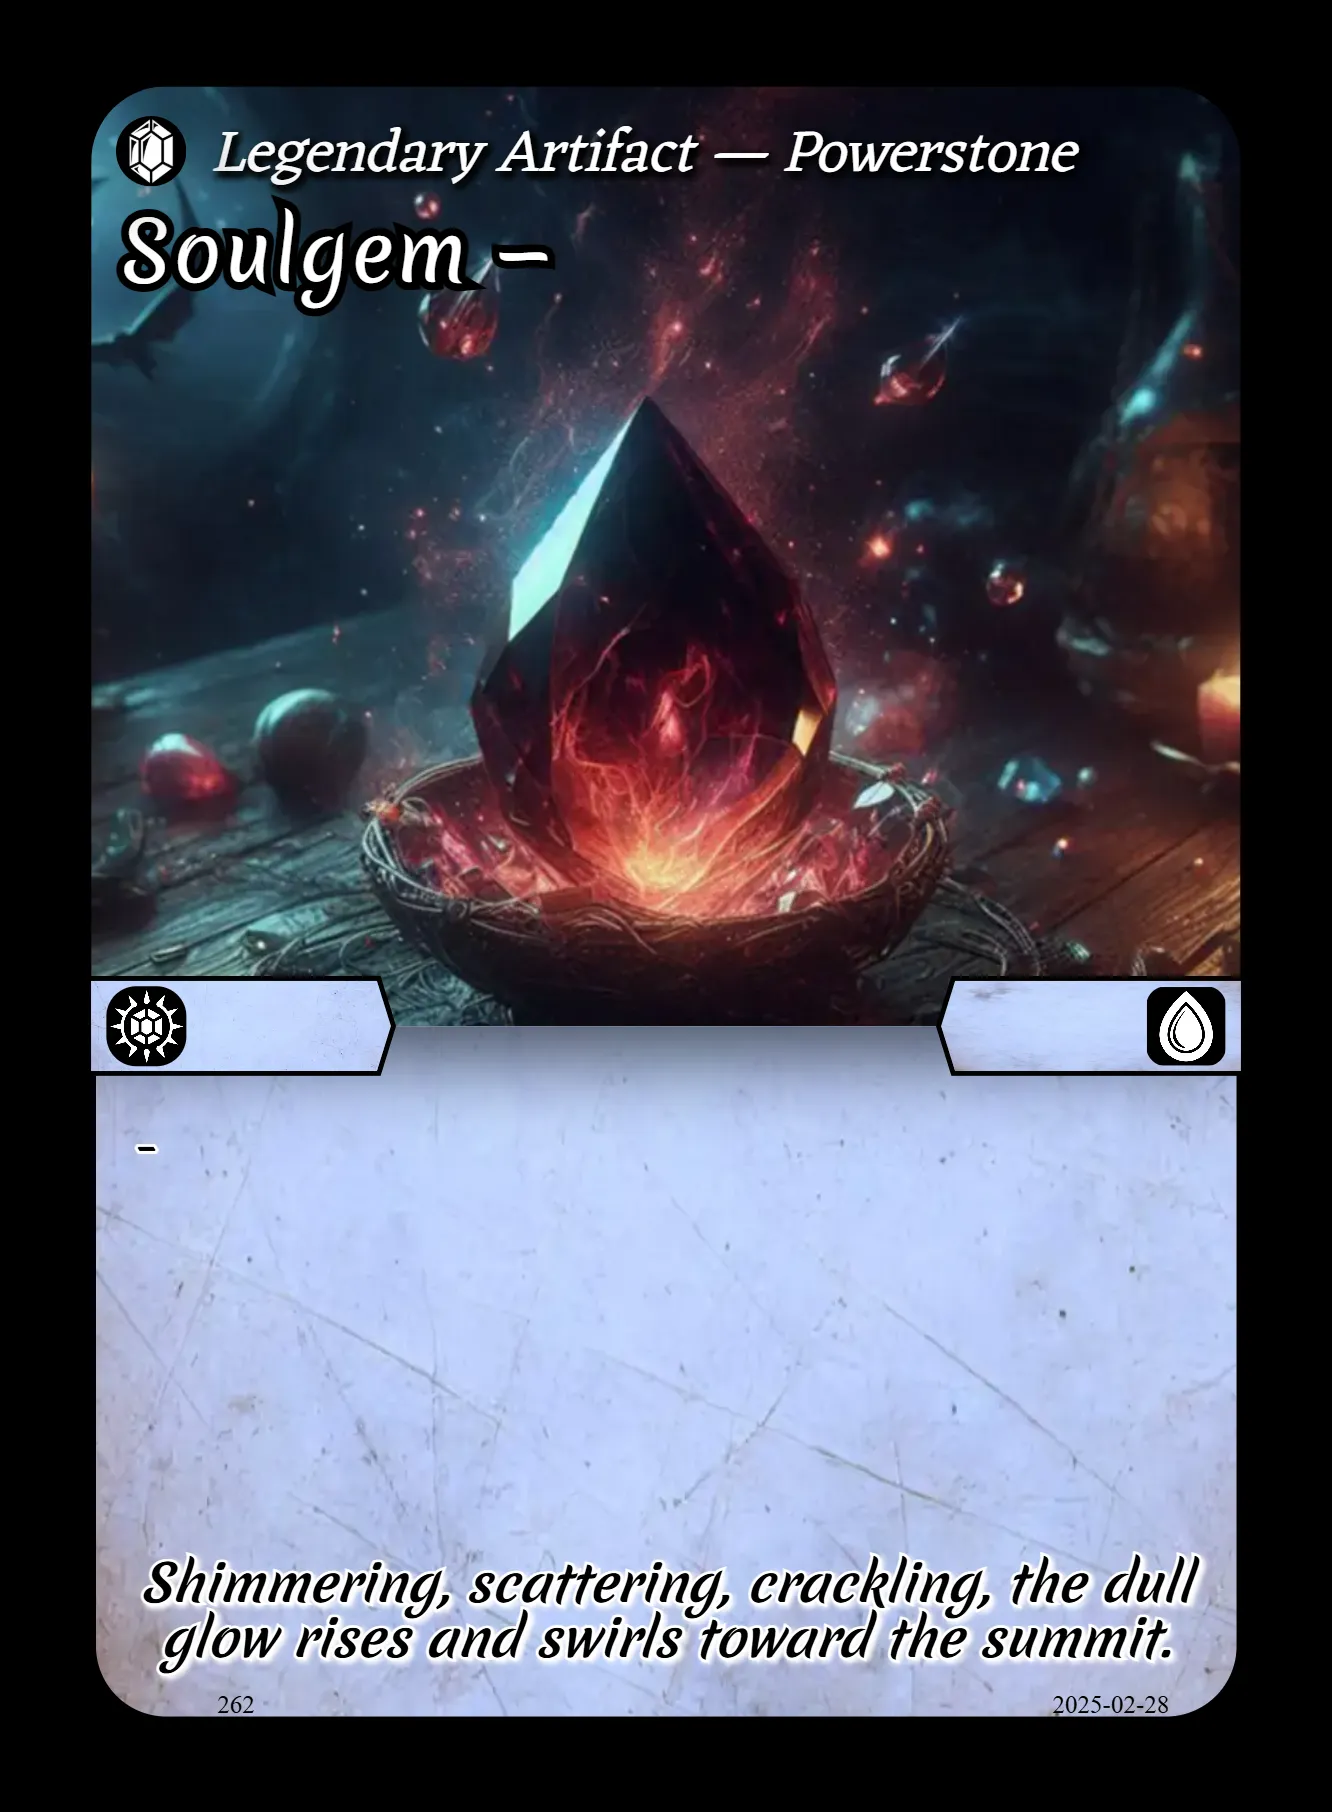 Legendary Artifact — Powerstone
Soulgem –
–
Shimmering, scattering, crackling, the dull
glow rises and swirls toward the summit.
262
2025-02-28